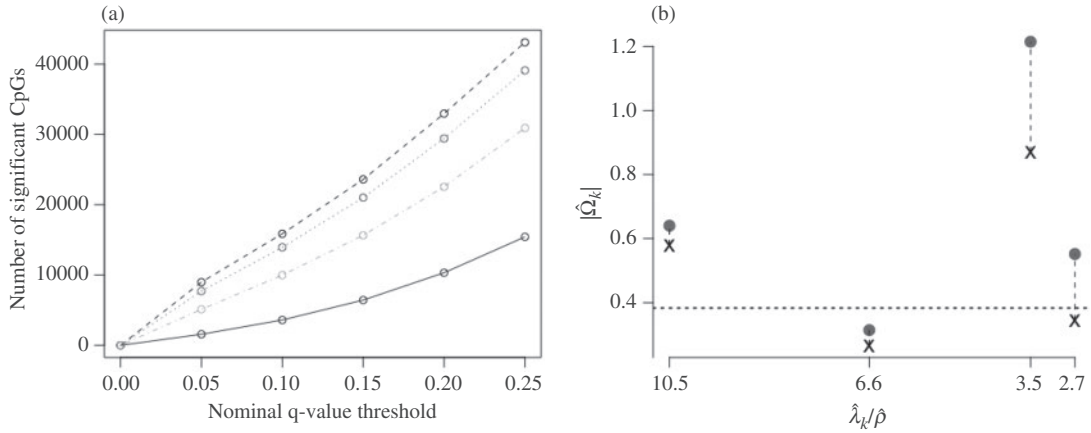 (a)
Number of significant CpGs
40000
30000
20000
10000
0
0.00 0.05 0.10 0.15 0.20 0.25
Nominal q-value threshold
(b)
|Ω̂ₖ|
1.2
1.0
0.8
0.6
0.4
10.5 6.6 3.5 2.7
λ̂ₖ/ρ̂